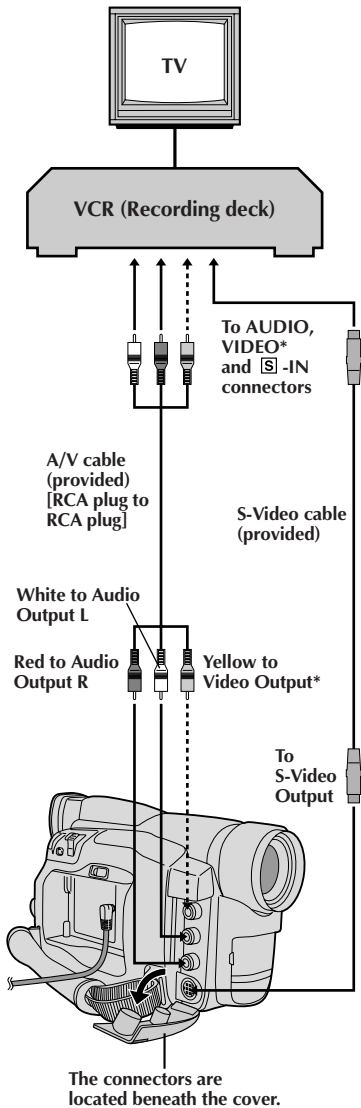 TV
VCR (Recording deck)
To AUDIO,
VIDEO*
and S -IN
connectors
A/V cable
(provided)
[RCA plug to
RCA plug]
S-Video cable
(provided)
White to Audio
Output L
Red to Audio
Output R
Yellow to
Video Output*
To
S-Video
Output
The connectors are
located beneath the cover.